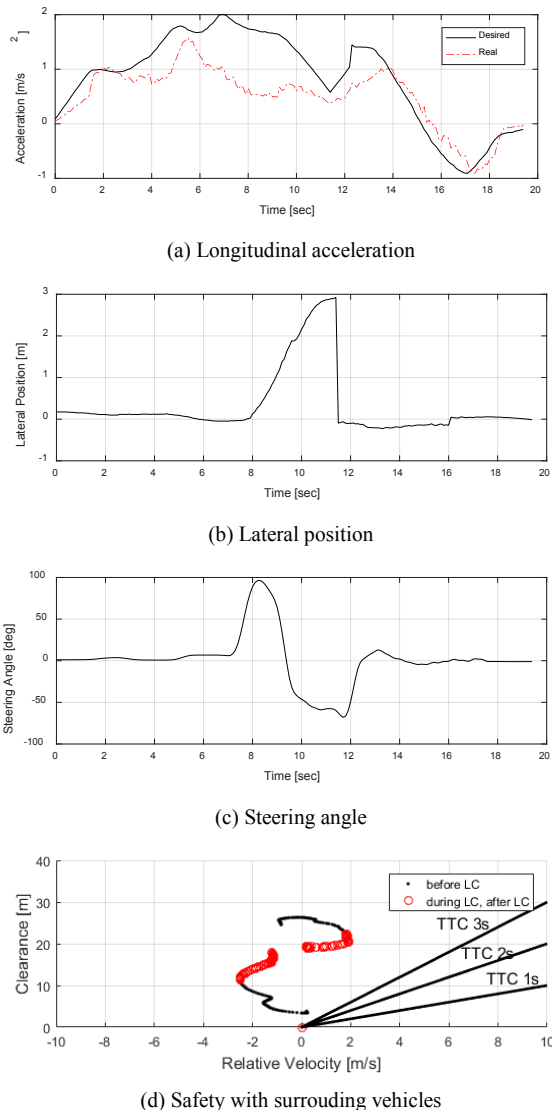 2
1
0
-1
Acceleration [m/s 2 ]
Desired
Real
0 2 4 6 8 10 12 14 16 18 20
Time [sec]
(a) Longitudinal acceleration
3
2
1
0
-1
Lateral Position [m]
0 2 4 6 8 10 12 14 16 18 20
Time [sec]
(b) Lateral position
100
50
0
-50
-100
Steering Angle [deg]
0 2 4 6 8 10 12 14 16 18 20
Time [sec]
(c) Steering angle
40
30
20
10
0
Clearance [m]
before LC
during LC, after LC
TTC 3s
TTC 2s
TTC 1s
-10 -8 -6 -4 -2 0 2 4 6 8 10
Relative Velocity [m/s]
(d) Safety with surrouding vehicles